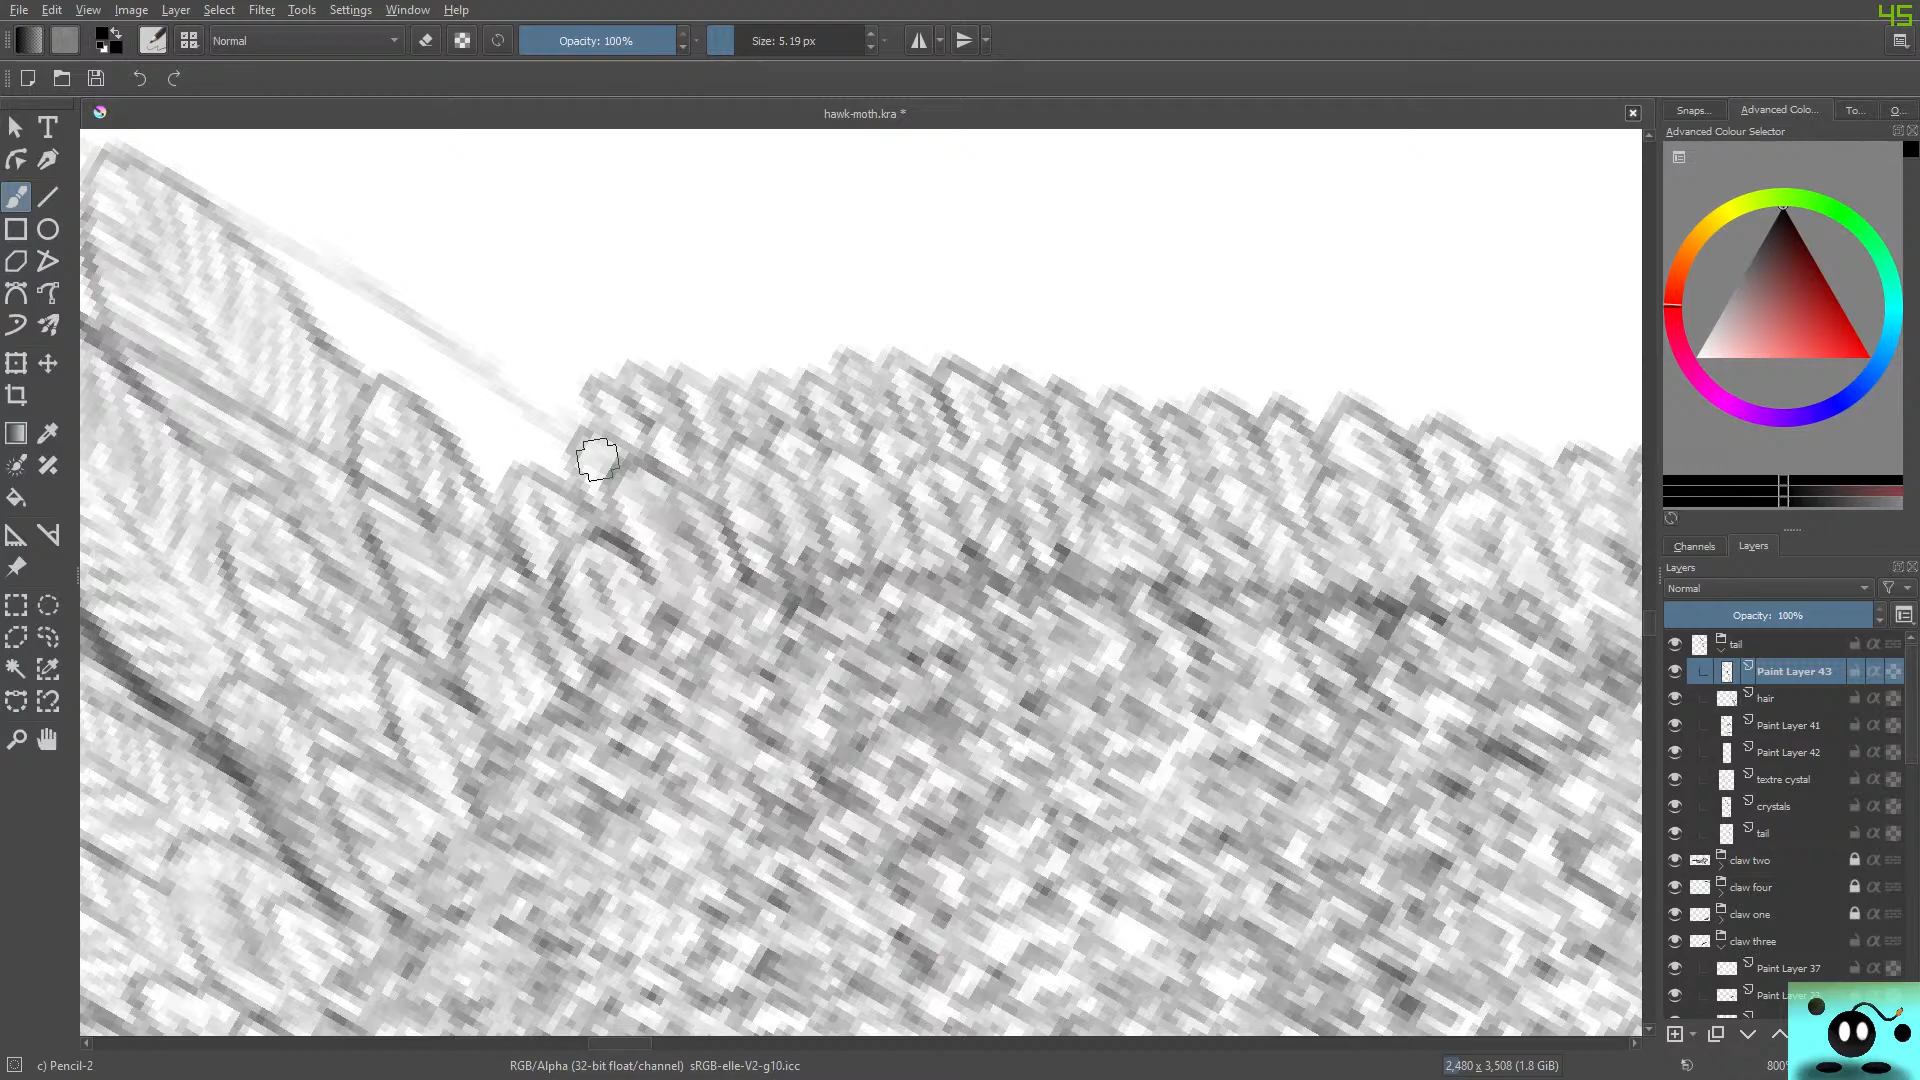 File Edit View Image Layer Select Filter Tools Settings Window Help
45
Normal
Opacity: 100%
Size: 5.19 px
hawk-moth.kra *
Snaps... Advanced Colo... To... O...
Advanced Colour Selector
Channels Layers
Layers
Normal
Opacity: 100%
tail
Paint Layer 43
hair
Paint Layer 41
Paint Layer 42
textre cystal
crystals
tail
claw two
claw four
claw one
claw three
Paint Layer 37
c) Pencil-2
RGB/Alpha (32-bit float/channel) sRGB-elle-V2-g10.icc
2,480 x 3,508 (1.8 GiB)